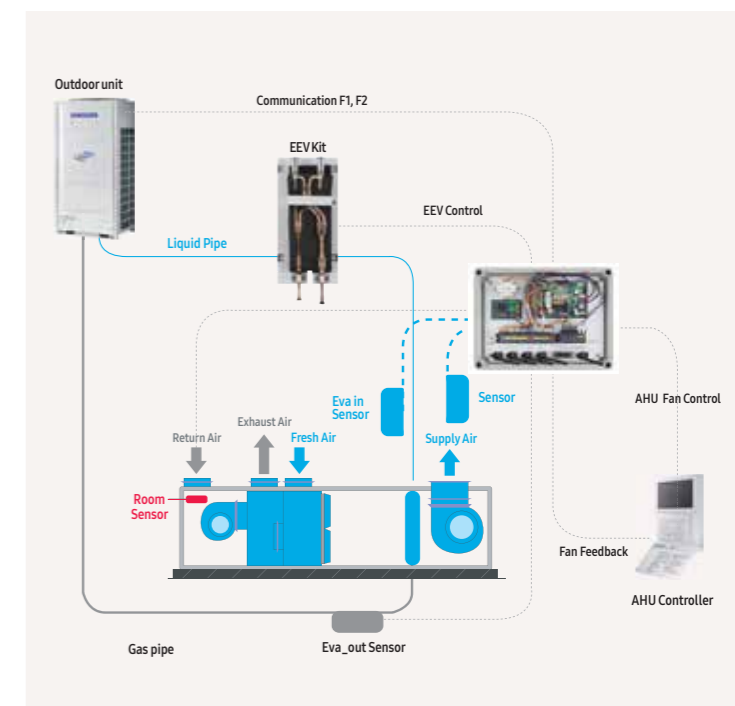 Outdoor unit
Communication F1, F2
EEV Kit
EEV Control
Liquid Pipe
Eva in
Sensor
Sensor
AHU Fan Control
Exhaust Air
Return Air
Fresh Air
Supply Air
Room
Sensor
Fan Feedback
AHU Controller
Gas pipe
Eva_out Sensor